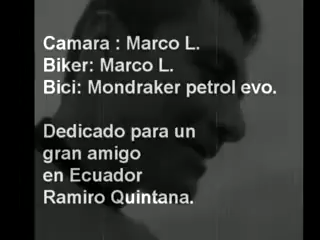 Camara : Marco L.
Biker: Marco L.
Bici: Mondraker petrol evo.
Dedicado para un
gran amigo
en Ecuador
Ramiro Quintana.